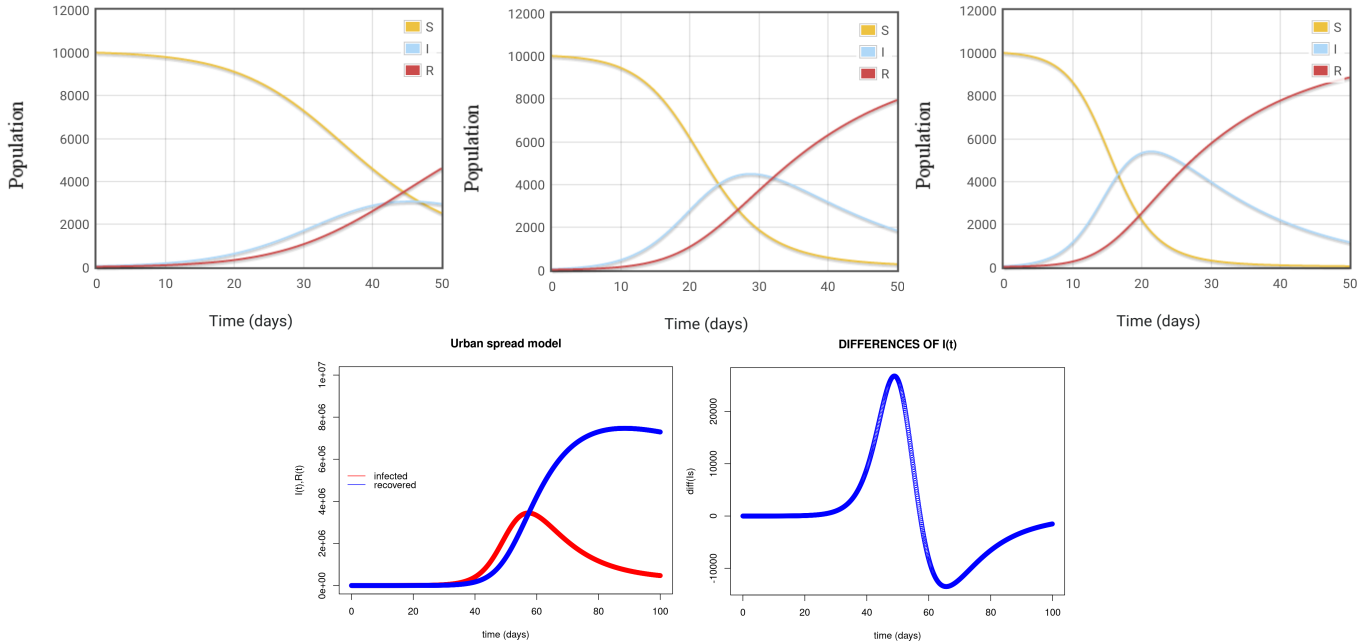 12000
10000
8000
6000
4000
2000
0
Population
S
I
R
0 10 20 30 40 50
Time (days)
12000
10000
8000
6000
4000
2000
0
Population
S
I
R
0 10 20 30 40 50
Time (days)
12000
10000
8000
6000
4000
2000
0
Population
S
I
R
0 10 20 30 40 50
Time (days)
Urban spread model
1e+07
8e+06
6e+06
4e+06
2e+06
0e+00
I(t),R(t)
infected
recovered
0 20 40 60 80 100
time (days)
DIFFERENCES OF I(t)
20000
10000
0
-10000
diff(Is)
0 20 40 60 80 100
time (days)